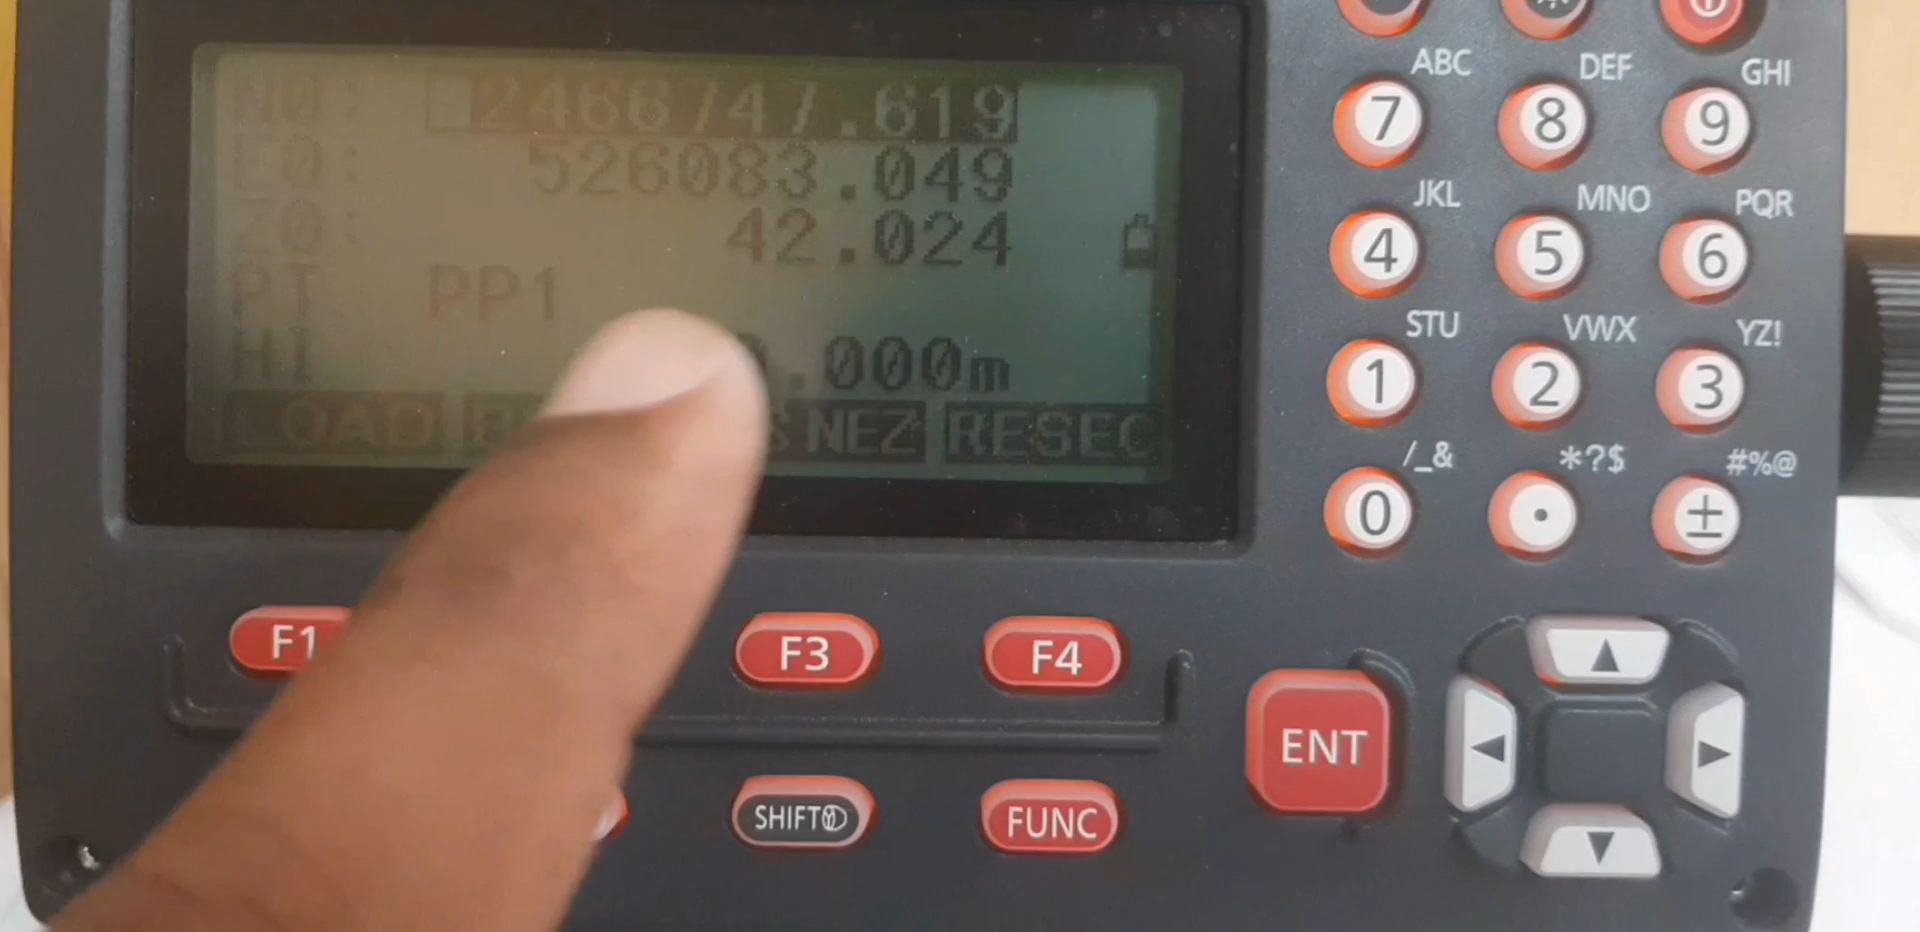 N0: 2466747.619
E0: 526083.049
Z0: 42.024
PT PP1
HI .000m
LOAD NEZ RESEC
ABC DEF GHI
7 8 9
JKL MNO PQR
4 5 6
STU VWX YZ!
1 2 3
/_& *?$ #%@
0 • ±
F1 F3 F4
ENT
SHIFT FUNC